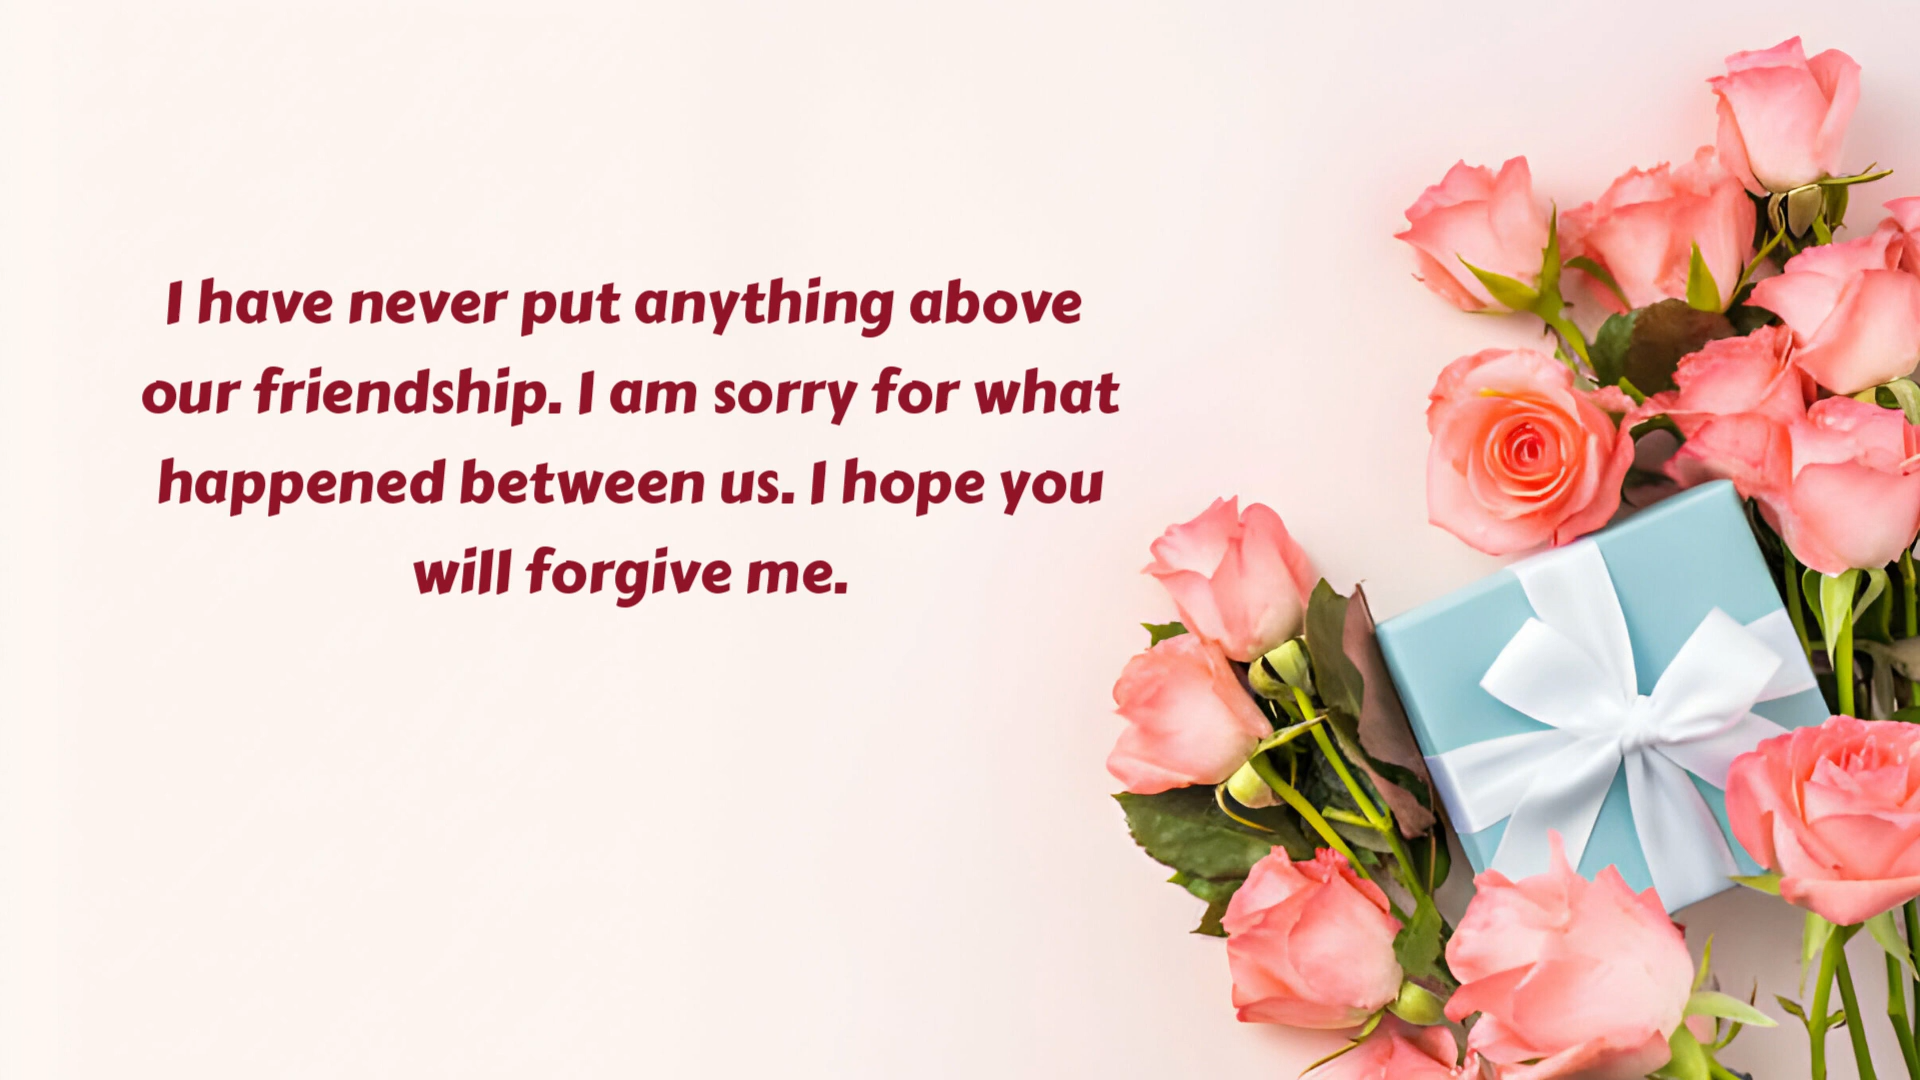 I have never put anything above
our friendship. I am sorry for what
happened between us. I hope you
will forgive me.